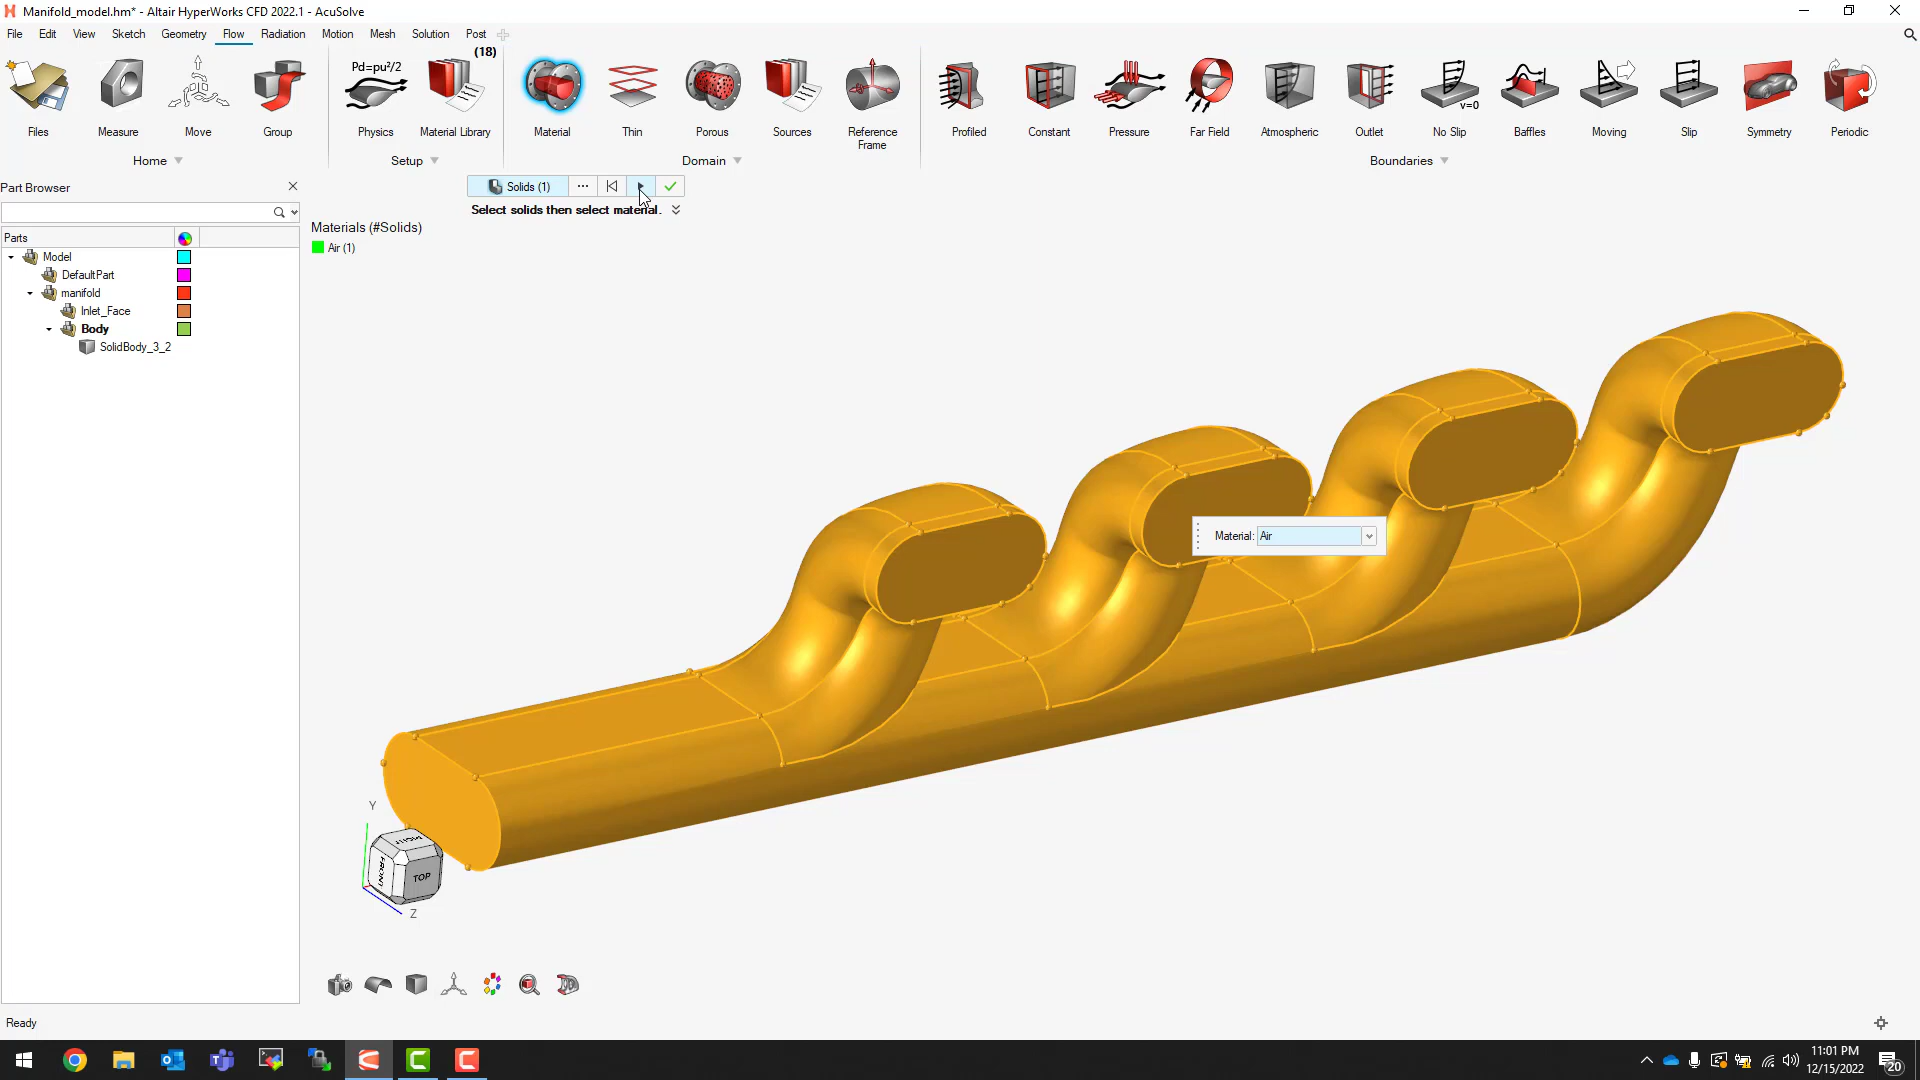 Manifold_model.hm* - Altair HyperWorks CFD 2022.1 - AcuSolve
File Edit View Sketch Geometry Flow Radiation Motion Mesh Solution Post
(18)
Pd=pu²/2
v=0
Files Measure Move Group Physics Material Library Material Thin Porous Sources Reference Frame Profiled Constant Pressure Far Field Atmospheric Outlet No Slip Baffles Moving Slip Symmetry Periodic
Home Setup Domain Boundaries
Part Browser
Solids (1)
Select solids then select material.
Parts
Materials (#Solids)
Air (1)
Model
DefaultPart
manifold
Inlet_Face
Body
SolidBody_3_2
Material: Air
Y
RIGHT
FRONT
TOP
Z
Ready
11:01 PM
12/15/2022
20